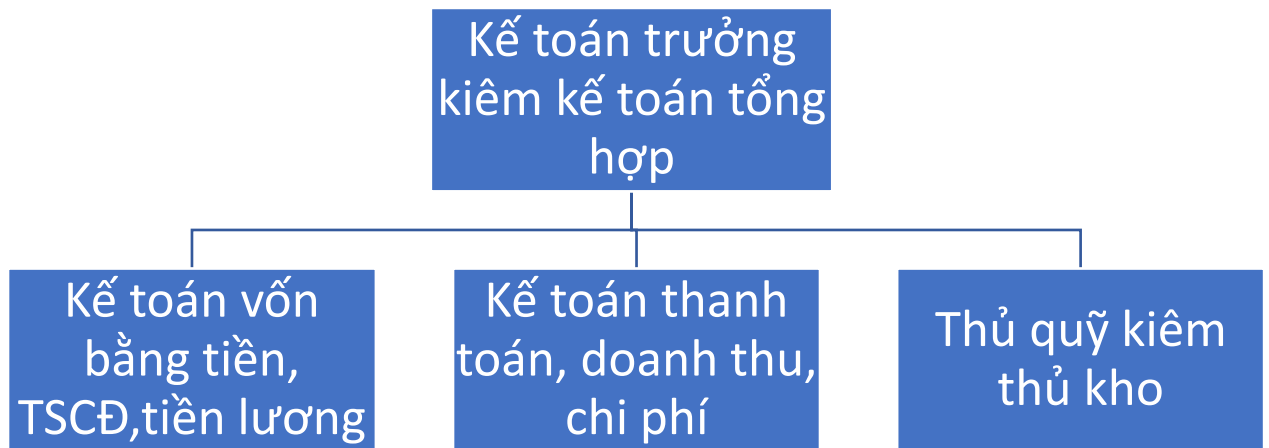 Kế toán trưởng
kiêm kế toán tổng
hợp
Kế toán vốn
bằng tiền,
TSCĐ,tiền lương
Kế toán thanh
toán, doanh thu,
chi phí
Thủ quỹ kiêm
thủ kho